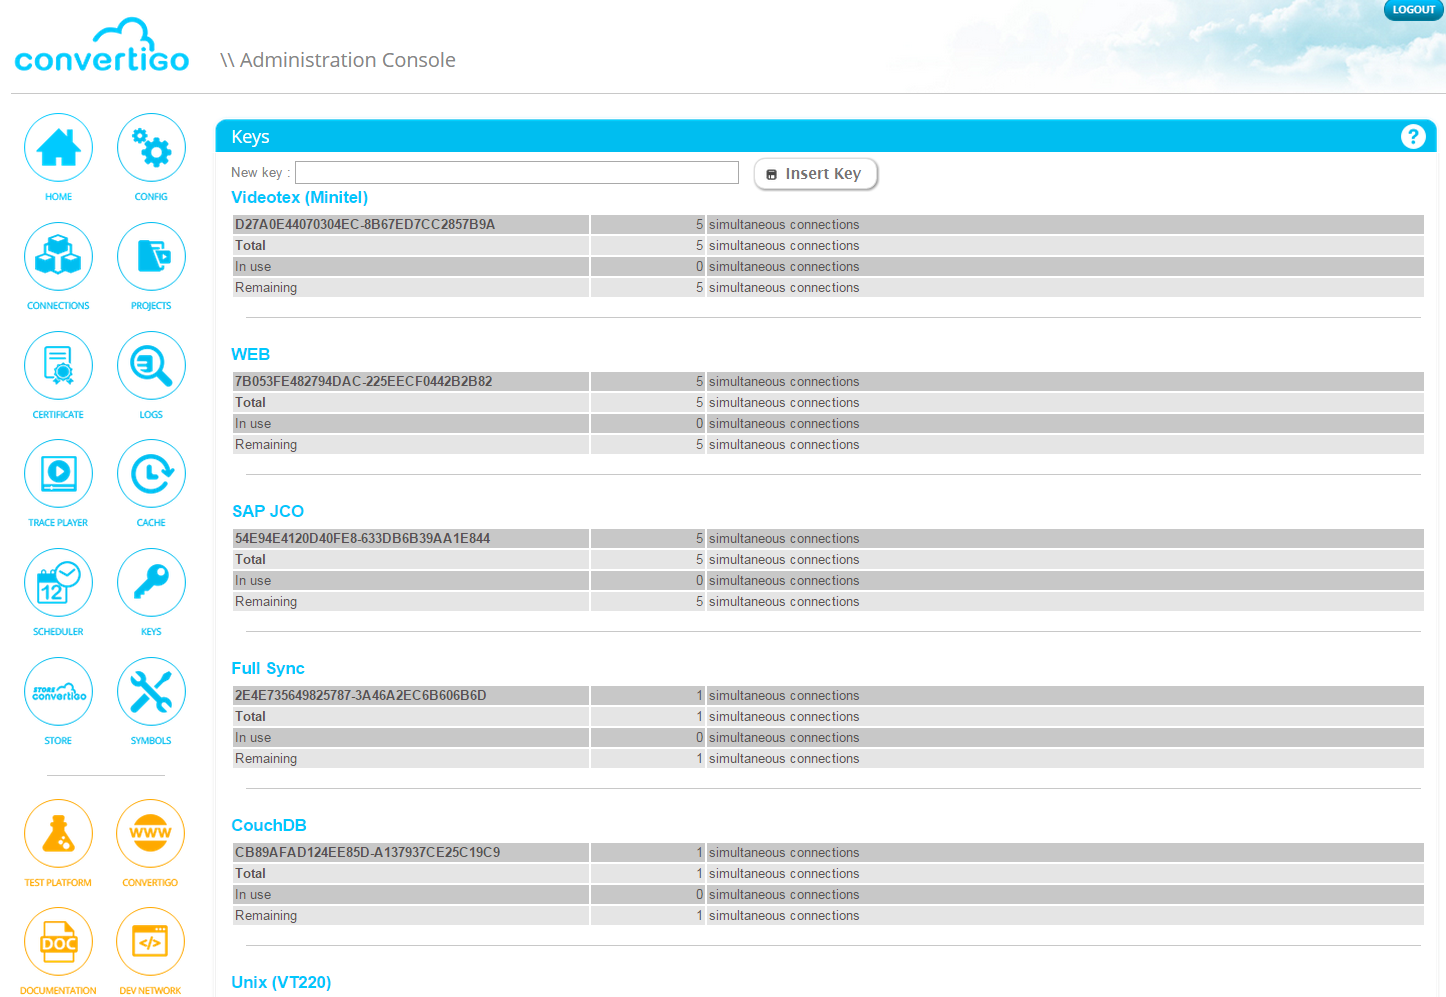 LOGOUT
convertigo
\\ Administration Console
HOME
CONFIG
CONNECTIONS
PROJECTS
CERTIFICATE
LOGS
TRACE PLAYER
CACHE
12
SCHEDULER
KEYS
STORE
convertigo
STORE
SYMBOLS
TEST PLATFORM
WWW
CONVERTIGO
DOC
DOCUMENTATION
</>
DEV NETWORK
Keys
?
New key :
Insert Key
Videotex (Minitel)
D27A0E44070304EC-8B67ED7CC2857B9A 5 simultaneous connections
Total 5 simultaneous connections
In use 0 simultaneous connections
Remaining 5 simultaneous connections
WEB
7B053FE482794DAC-225EECF0442B2B82 5 simultaneous connections
Total 5 simultaneous connections
In use 0 simultaneous connections
Remaining 5 simultaneous connections
SAP JCO
54E94E4120D40FE8-633DB6B39AA1E844 5 simultaneous connections
Total 5 simultaneous connections
In use 0 simultaneous connections
Remaining 5 simultaneous connections
Full Sync
2E4E735649825787-3A46A2EC6B606B6D 1 simultaneous connections
Total 1 simultaneous connections
In use 0 simultaneous connections
Remaining 1 simultaneous connections
CouchDB
CB89AFAD124EE85D-A137937CE25C19C9 1 simultaneous connections
Total 1 simultaneous connections
In use 0 simultaneous connections
Remaining 1 simultaneous connections
Unix (VT220)